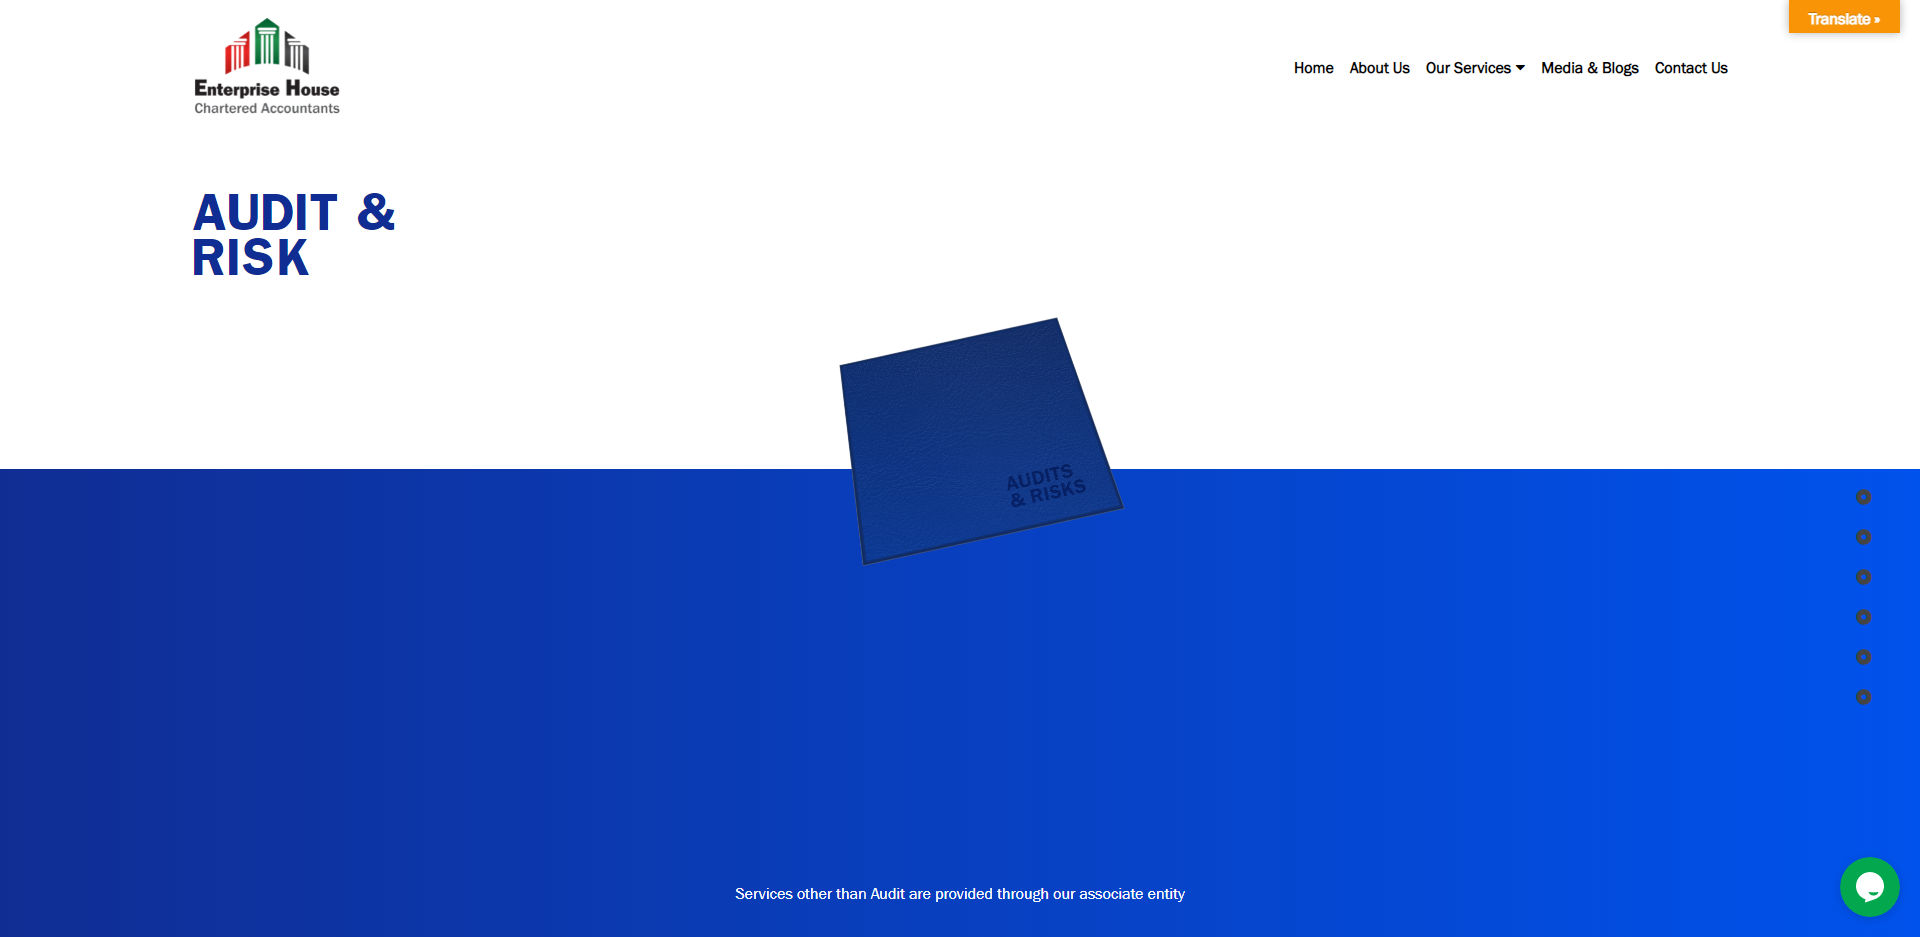 Translate »
Enterprise House
Chartered Accountants
Home About Us Our Services Media & Blogs Contact Us
AUDIT &
RISK
AUDITS
& RISKS
Services other than Audit are provided through our associate entity